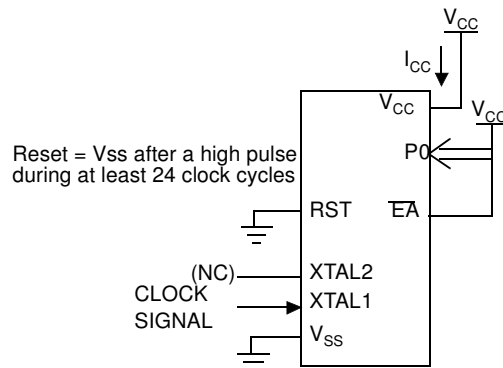 VCC
ICC
VCC
VCC
P0
Reset = Vss after a high pulse
during at least 24 clock cycles
RST
EA
(NC)
XTAL2
CLOCK
SIGNAL
XTAL1
VSS